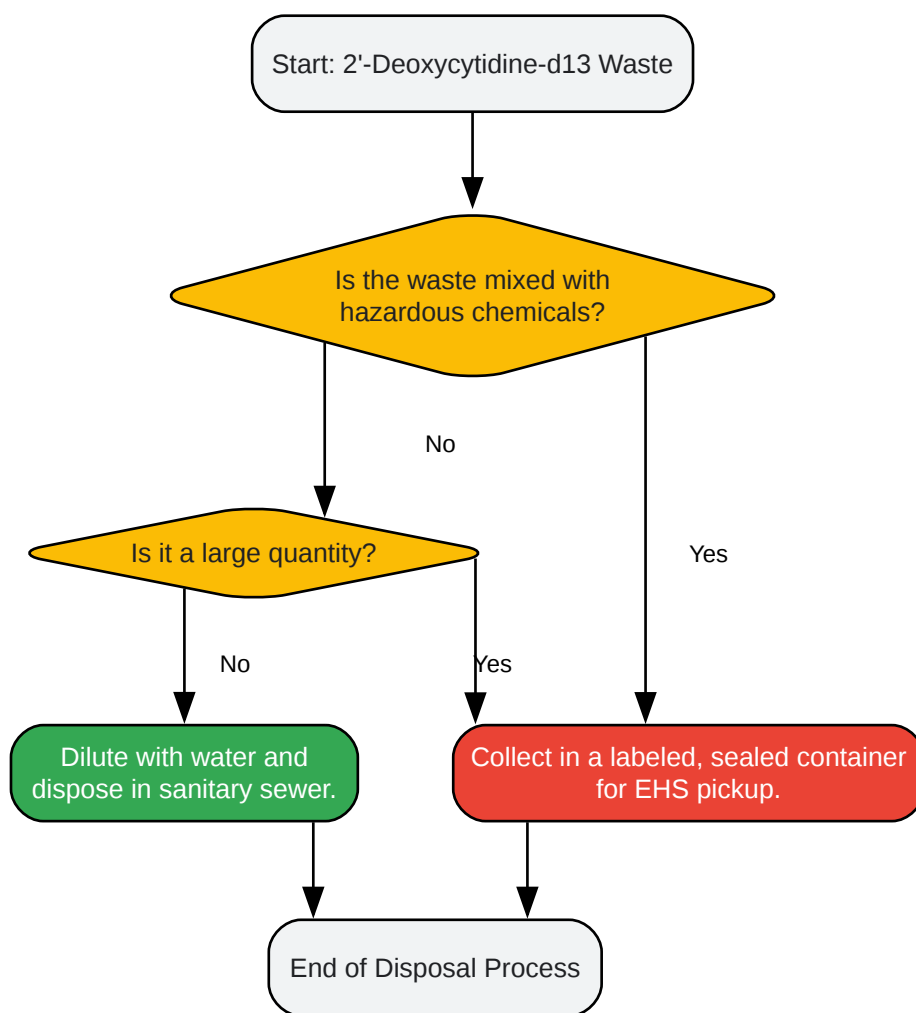 Start: 2'-Deoxycytidine-d13 Waste
Is the waste mixed with
hazardous chemicals?
No
Yes
Is it a large quantity?
No
Yes
Dilute with water and
dispose in sanitary sewer.
Collect in a labeled, sealed container
for EHS pickup.
End of Disposal Process